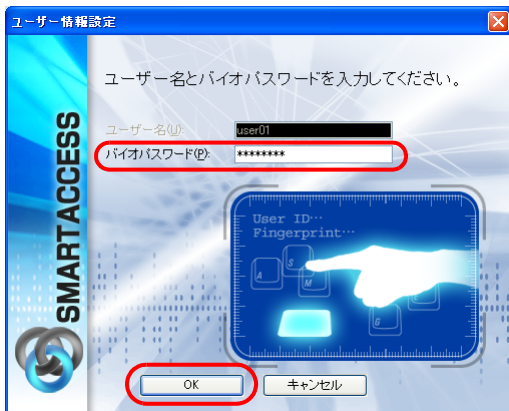 ユーザー情報設定
ユーザー名とバイオパスワードを入力してください。
ユーザー名(U): user01
バイオパスワード(P): ********
SMARTACCESS
User ID…
Fingerprint…
A S M G
OK キャンセル